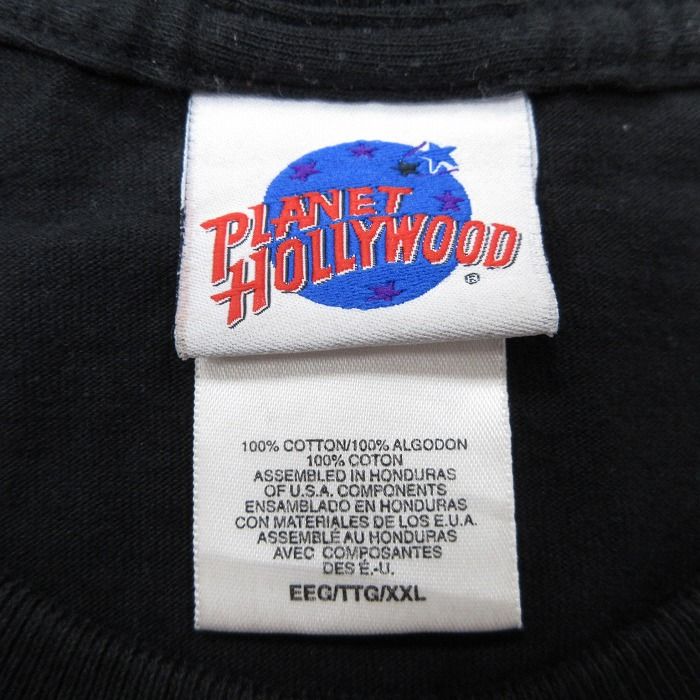 PLANET
HOLLYWOOD
®
100% COTTON/100% ALGODON
100% COTON
ASSEMBLED IN HONDURAS
OF U.S.A. COMPONENTS
ENSAMBLADO EN HONDURAS
CON MATERIALES DE LOS E.U.A.
ASSEMBLÉ AU HONDURAS
AVEC COMPOSANTES
DES É.-U.
EEG/TTG/XXL